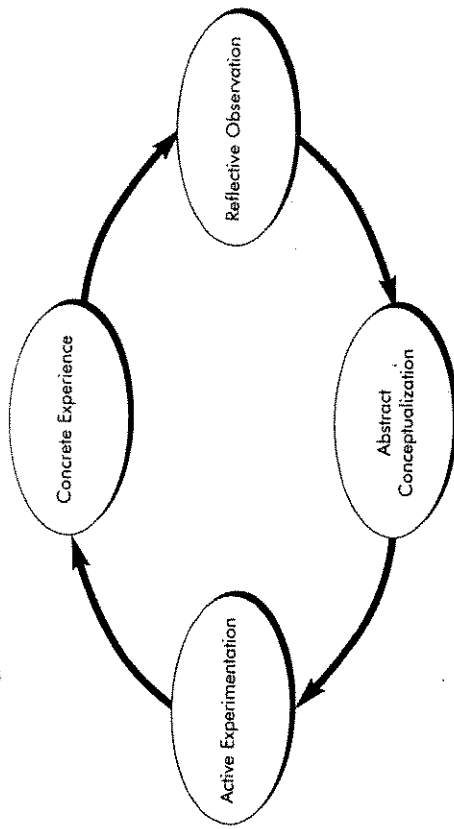 Concrete Experience
Reflective Observation
Abstract
Conceptualization
Active Experimentation